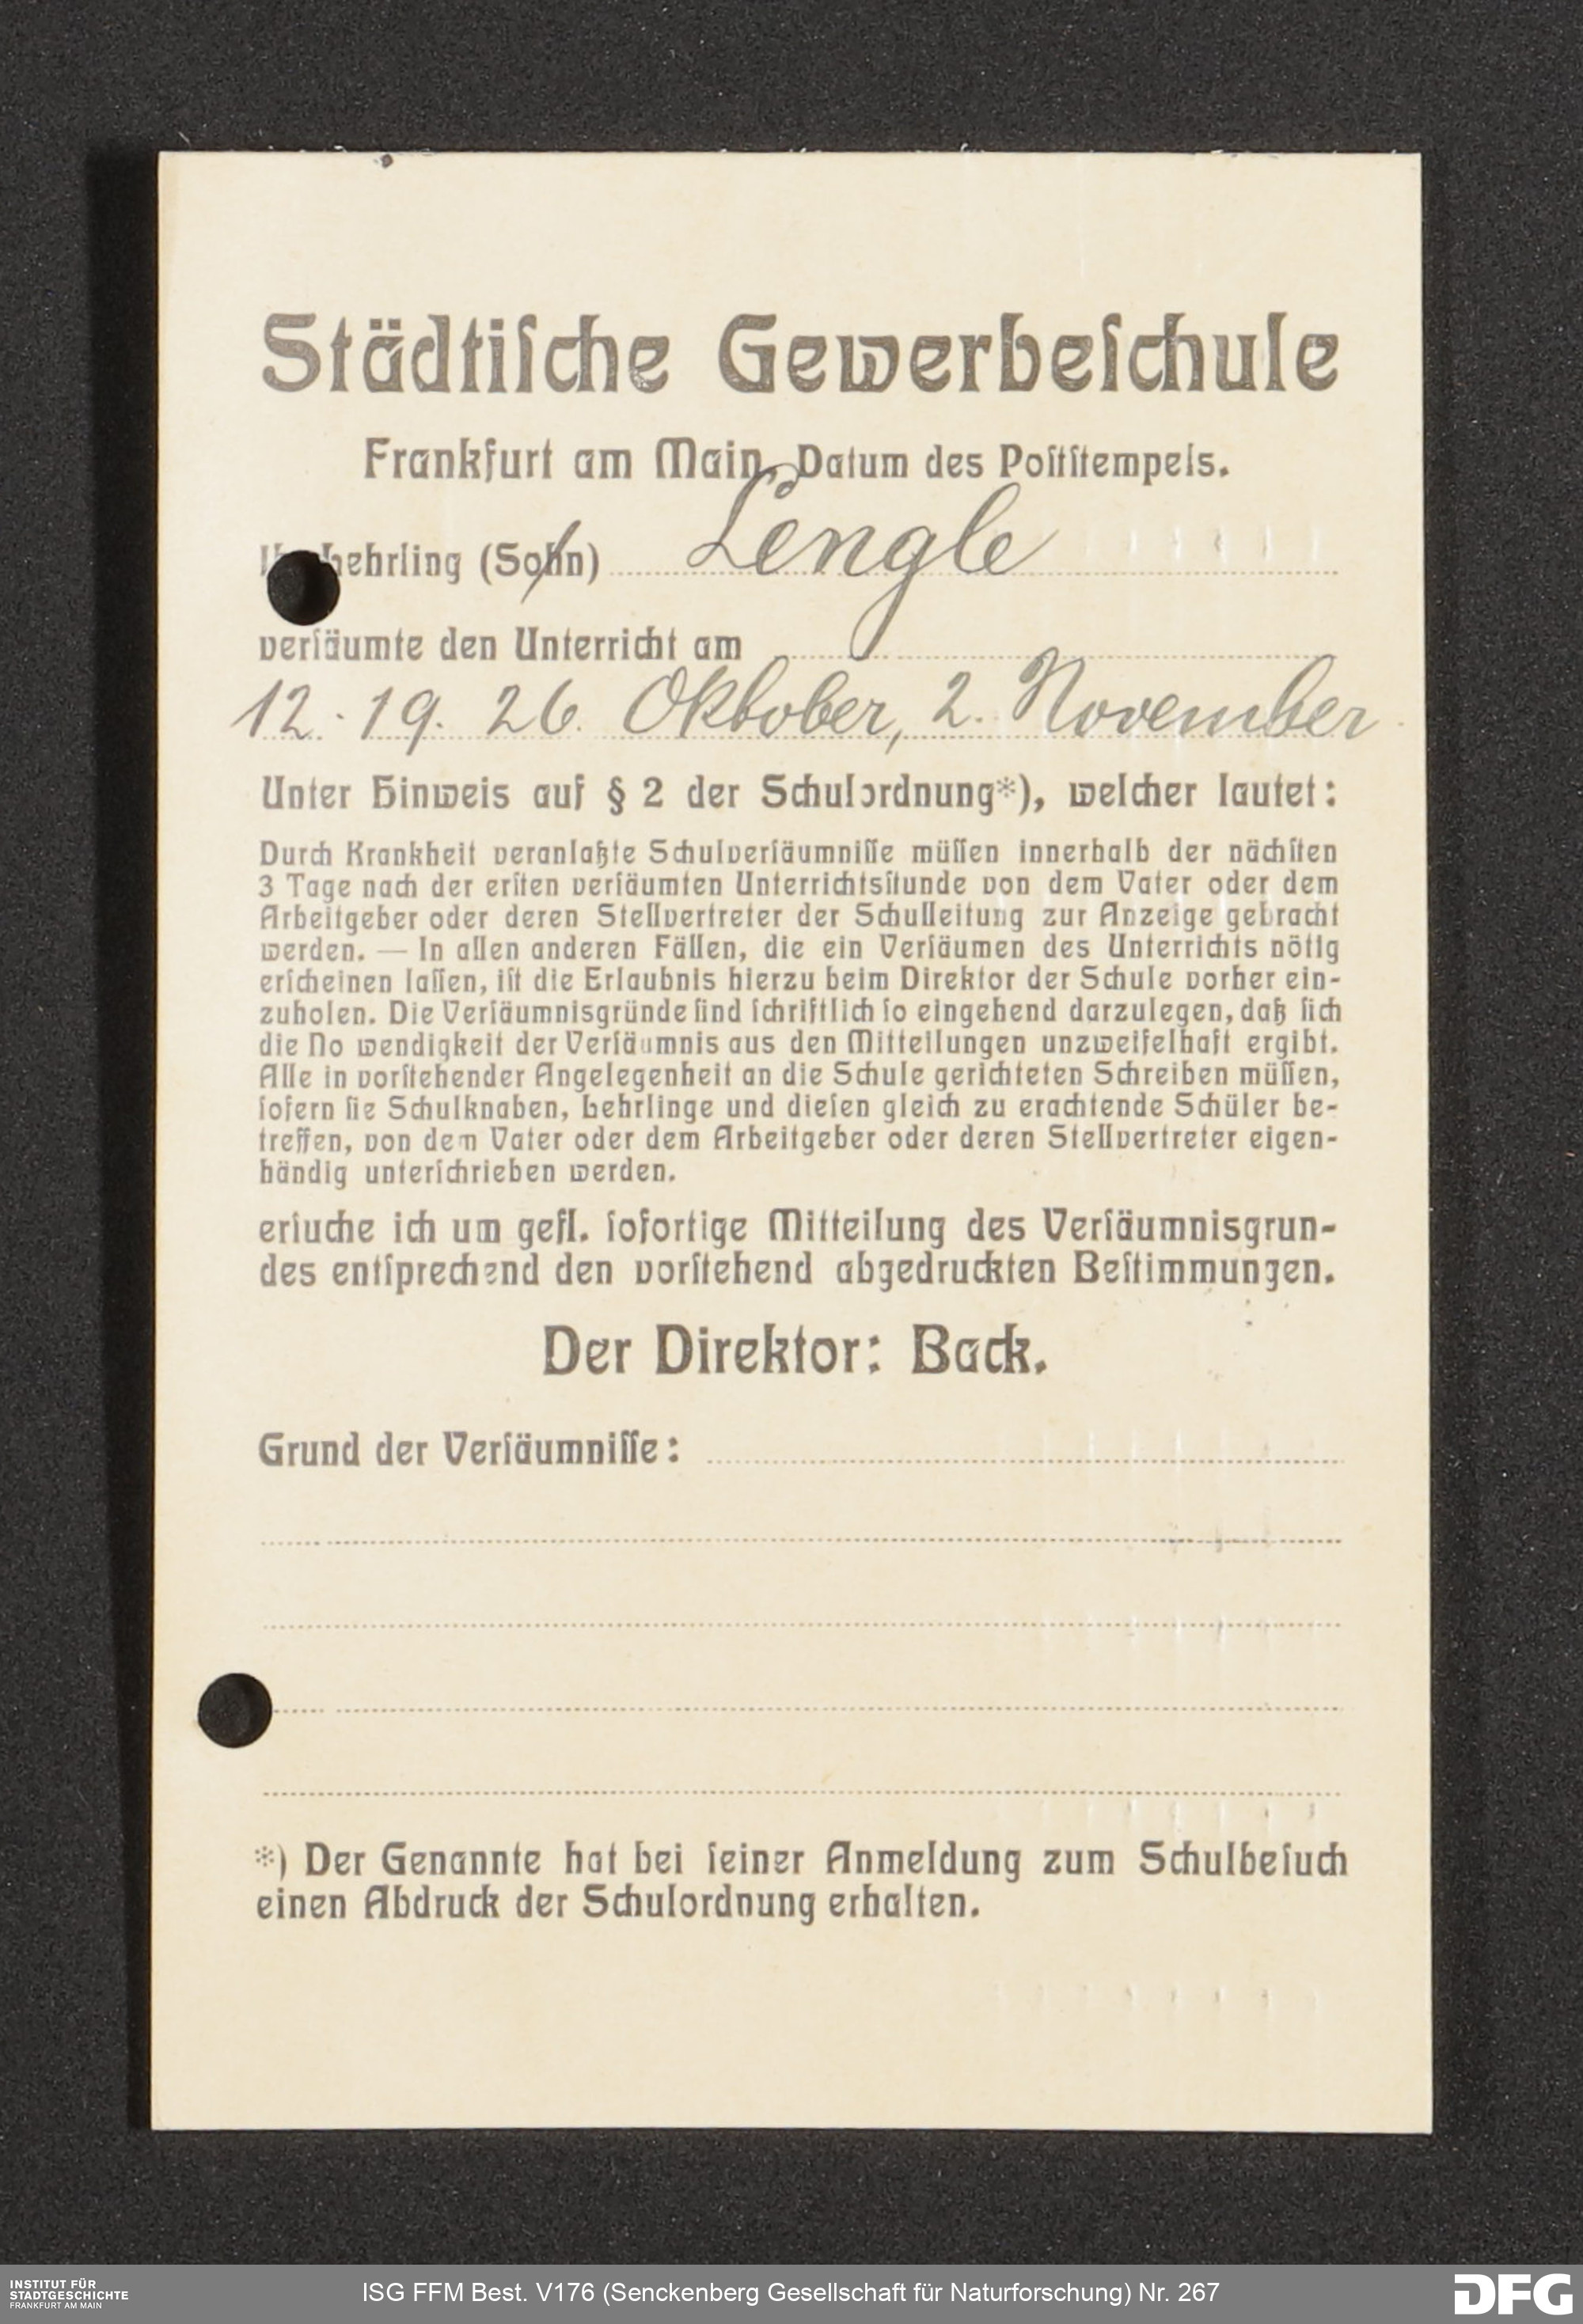 Städtiſche Gewerbeſchule
Frankfurt am Main, Datum des Poſtſtempels.
Lehrling (Sohn) Lengle
verſäumte den Unterricht am
12. 19. 26. Oktober, 2. November
Unter Hinweis auf § 2 der Schulordnung*), welcher lautet:
Durch Krankheit veranlaßte Schulverſäumniſſe müſſen innerhalb der nächſten
3 Tage nach der erſten verſäumten Unterrichtsſtunde von dem Vater oder dem
Arbeitgeber oder deren Stellvertreter der Schulleitung zur Anzeige gebracht
werden. — In allen anderen Fällen, die ein Verſäumen des Unterrichts nötig
erſcheinen laſſen, iſt die Erlaubnis hierzu beim Direktor der Schule vorher ein-
zuholen. Die Verſäumnisgründe ſind ſchriftlich ſo eingehend darzulegen, daß ſich
die No wendigkeit der Verſäumnis aus den Mitteilungen unzweifelhaft ergibt.
Alle in vorſtehender Angelegenheit an die Schule gerichteten Schreiben müſſen,
ſofern ſie Schulknaben, Lehrlinge und dieſen gleich zu erachtende Schüler be-
treffen, von dem Vater oder dem Arbeitgeber oder deren Stellvertreter eigen-
händig unterſchrieben werden.
erſuche ich um gefl. ſofortige Mitteilung des Verſäumnisgrun-
des entſprechend den vorſtehend abgedruckten Beſtimmungen.
Der Direktor: Back.
Grund der Verſäumniſſe:
*) Der Genannte hat bei ſeiner Anmeldung zum Schulbeſuch
einen Abdruck der Schulordnung erhalten.
INSTITUT FÜR
STADTGESCHICHTE
FRANKFURT AM MAIN
ISG FFM Best. V176 (Senckenberg Gesellschaft für Naturforschung) Nr. 267
DFG